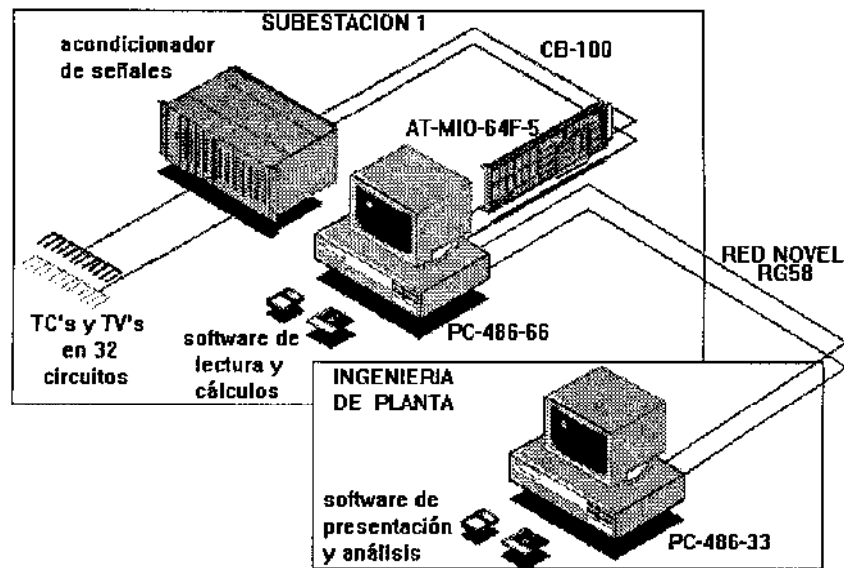 SUBESTACION 1
acondicionador
de señales
CB-100
AT-MIO-64F-5
RED NOVEL
RG58
TC's y TV's
en 32
circuitos
software de
lectura y
cálculos
PC-486-66
INGENIERIA
DE PLANTA
software de
presentación
y análisis
PC-486-33